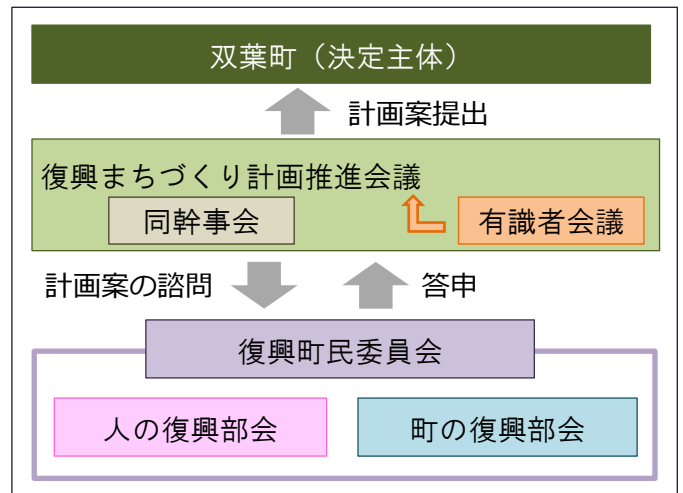 双葉町（決定主体）
計画案提出
復興まちづくり計画推進会議
同幹事会
有識者会議
計画案の諮問
答申
復興町民委員会
人の復興部会
町の復興部会